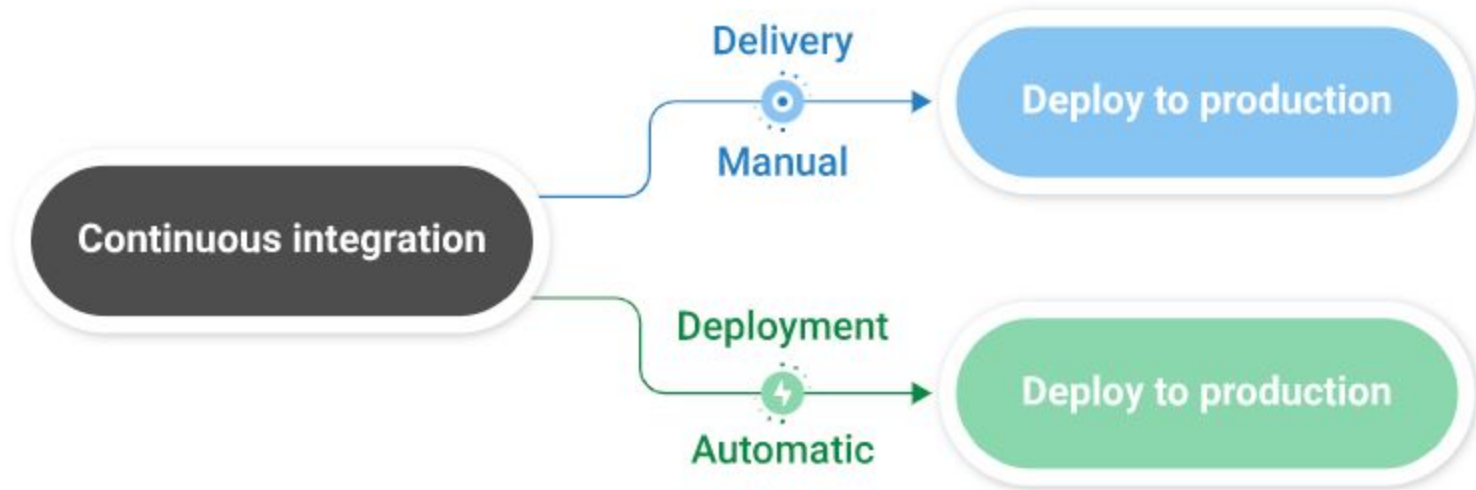 Delivery
Manual
Deploy to production
Continuous integration
Deployment
Automatic
Deploy to production